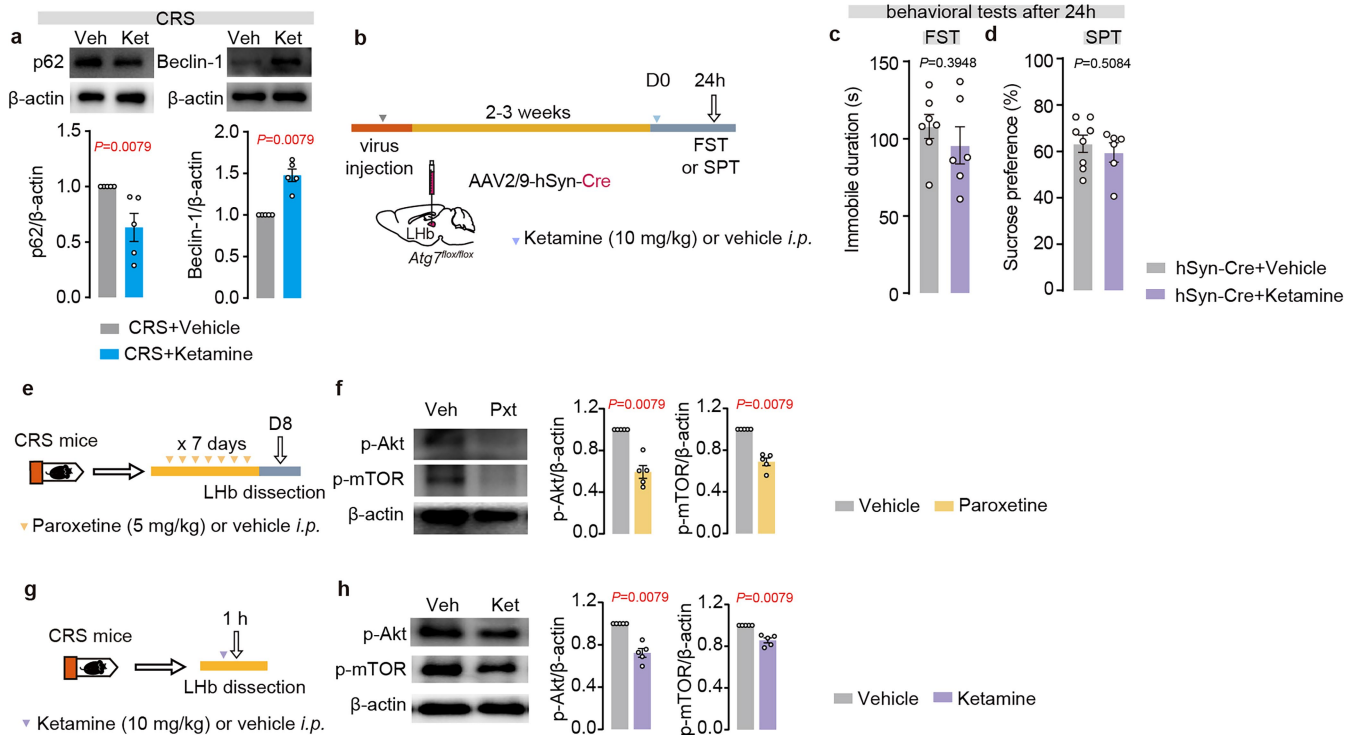 CRS
a
Veh Ket
p62
β-actin
Veh Ket
Beclin-1
β-actin
P=0.0079
1.5
1.0
0.5
0.0
p62/β-actin
P=0.0079
2.0
1.5
1.0
0.5
0.0
Beclin-1/β-actin
CRS+Vehicle
CRS+Ketamine
b
D0 24h
2-3 weeks
virus
injection
FST
or SPT
AAV2/9-hSyn-Cre
LHb
Atg7flox/flox
Ketamine (10 mg/kg) or vehicle i.p.
behavioral tests after 24h
c
FST
P=0.3948
150
100
50
0
Immobile duration (s)
d
SPT
P=0.5084
100
80
60
40
20
0
Sucrose preference (%)
hSyn-Cre+Vehicle
hSyn-Cre+Ketamine
e
CRS mice
x 7 days
D8
LHb dissection
Paroxetine (5 mg/kg) or vehicle i.p.
f
Veh Pxt
p-Akt
p-mTOR
β-actin
P=0.0079
1.2
0.8
0.4
0.0
p-Akt/β-actin
P=0.0079
1.2
0.8
0.4
0.0
p-mTOR/β-actin
Vehicle
Paroxetine
g
CRS mice
1 h
LHb dissection
Ketamine (10 mg/kg) or vehicle i.p.
h
Veh Ket
p-Akt
p-mTOR
β-actin
P=0.0079
1.2
0.8
0.4
0.0
p-Akt/β-actin
P=0.0079
1.2
0.8
0.4
0.0
p-mTOR/β-actin
Vehicle
Ketamine